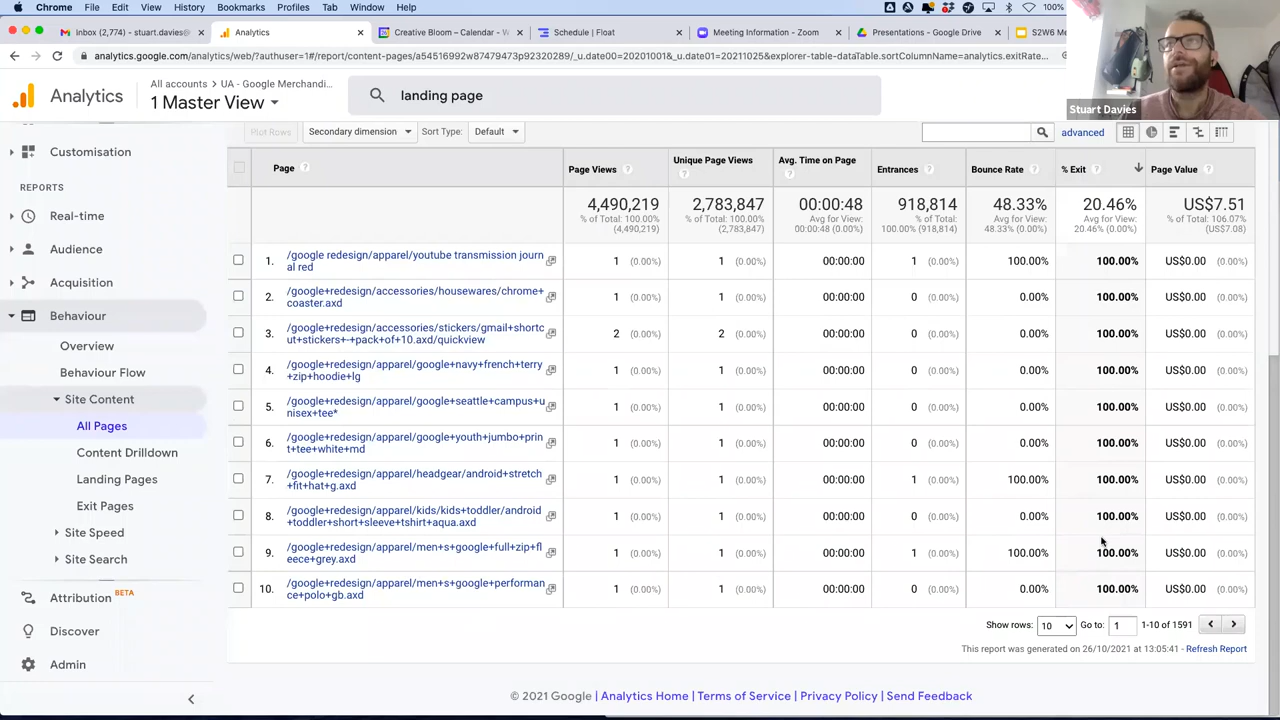 Chrome File Edit View History Bookmarks Profiles Tab Window Help 100%
Inbox (2,774) - stuart.davies@ Analytics Creative Bloom – Calendar - W Schedule | Float Meeting Information - Zoom Presentations - Google Drive S2W6 M
analytics.google.com/analytics/web/?authuser=1#/report/content-pages/a54516992w87479473p92320289/_u.date00=20201001&_u.date01=20211025&explorer-table-dataTable.sortColumnName=analytics.exitRate...
Analytics
All accounts > UA - Google Merchandi...
1 Master View
landing page
Stuart Davies
Customisation
REPORTS
Real-time
Audience
Acquisition
Behaviour
Overview
Behaviour Flow
Site Content
All Pages
Content Drilldown
Landing Pages
Exit Pages
Site Speed
Site Search
Attribution BETA
Discover
Admin
Plot Rows Secondary dimension Sort Type: Default advanced
Page Page Views Unique Page Views Avg. Time on Page Entrances Bounce Rate % Exit Page Value
4,490,219 2,783,847 00:00:48 918,814 48.33% 20.46% US$7.51
% of Total: 100.00% % of Total: 100.00% Avg for View: % of Total: Avg for View: Avg for View: % of Total: 106.07%
(4,490,219) (2,783,847) 00:00:48 (0.00%) 100.00% (918,814) 48.33% (0.00%) 20.46% (0.00%) (US$7.08)
1. /google redesign/apparel/youtube transmission journ
al red
1 (0.00%) 1 (0.00%) 00:00:00 1 (0.00%) 100.00% 100.00% US$0.00 (0.00%)
2. /google+redesign/accessories/housewares/chrome+
coaster.axd
1 (0.00%) 1 (0.00%) 00:00:00 0 (0.00%) 0.00% 100.00% US$0.00 (0.00%)
3. /google+redesign/accessories/stickers/gmail+shortc
ut+stickers+-+pack+of+10.axd/quickview
2 (0.00%) 2 (0.00%) 00:00:00 0 (0.00%) 0.00% 100.00% US$0.00 (0.00%)
4. /google+redesign/apparel/google+navy+french+terry
+zip+hoodie+lg
1 (0.00%) 1 (0.00%) 00:00:00 0 (0.00%) 0.00% 100.00% US$0.00 (0.00%)
5. /google+redesign/apparel/google+seattle+campus+u
nisex+tee*
1 (0.00%) 1 (0.00%) 00:00:00 0 (0.00%) 0.00% 100.00% US$0.00 (0.00%)
6. /google+redesign/apparel/google+youth+jumbo+prin
t+tee+white+md
1 (0.00%) 1 (0.00%) 00:00:00 0 (0.00%) 0.00% 100.00% US$0.00 (0.00%)
7. /google+redesign/apparel/headgear/android+stretch
+fit+hat+g.axd
1 (0.00%) 1 (0.00%) 00:00:00 1 (0.00%) 100.00% 100.00% US$0.00 (0.00%)
8. /google+redesign/apparel/kids/kids+toddler/android
+toddler+short+sleeve+tshirt+aqua.axd
1 (0.00%) 1 (0.00%) 00:00:00 0 (0.00%) 0.00% 100.00% US$0.00 (0.00%)
9. /google+redesign/apparel/men+s+google+full+zip+fl
eece+grey.axd
1 (0.00%) 1 (0.00%) 00:00:00 1 (0.00%) 100.00% 100.00% US$0.00 (0.00%)
10. /google+redesign/apparel/men+s+google+performan
ce+polo+gb.axd
1 (0.00%) 1 (0.00%) 00:00:00 0 (0.00%) 0.00% 100.00% US$0.00 (0.00%)
Show rows: 10 Go to: 1 1-10 of 1591
This report was generated on 26/10/2021 at 13:05:41 - Refresh Report
© 2021 Google | Analytics Home | Terms of Service | Privacy Policy | Send Feedback